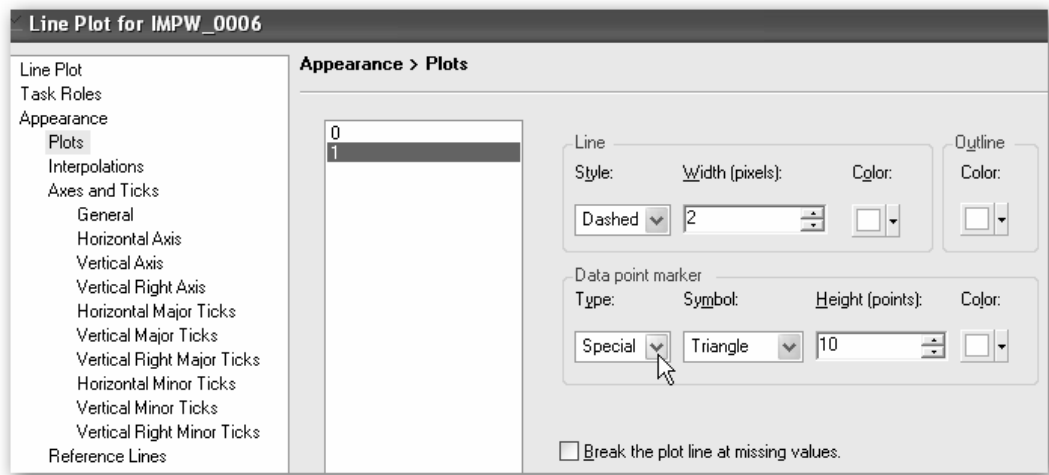 Line Plot for IMPW_0006
Line Plot
Task Roles
Appearance
Plots
Interpolations
Axes and Ticks
General
Horizontal Axis
Vertical Axis
Vertical Right Axis
Horizontal Major Ticks
Vertical Major Ticks
Vertical Right Major Ticks
Horizontal Minor Ticks
Vertical Minor Ticks
Vertical Right Minor Ticks
Reference Lines
Appearance > Plots
0
1
Line
Style: Width (pixels): Color:
Dashed 2
Outline
Color:
Data point marker
Type: Symbol: Height (points): Color:
Special Triangle 10
Break the plot line at missing values.